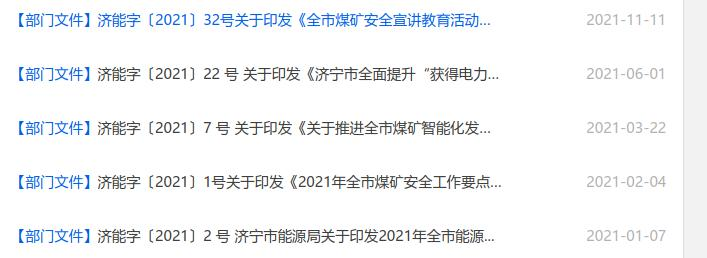 【部门文件】济能字〔2021〕32号关于印发《全市煤矿安全宣讲教育活动... 2021-11-11
【部门文件】济能字〔2021〕22 号 关于印发《济宁市全面提升“获得电力... 2021-06-01
【部门文件】济能字〔2021〕7 号 关于印发《关于推进全市煤矿智能化发... 2021-03-22
【部门文件】济能字〔2021〕1号关于印发《2021年全市煤矿安全工作要点... 2021-02-04
【部门文件】济能字〔2021〕2 号 济宁市能源局关于印发2021年全市能源... 2021-01-07